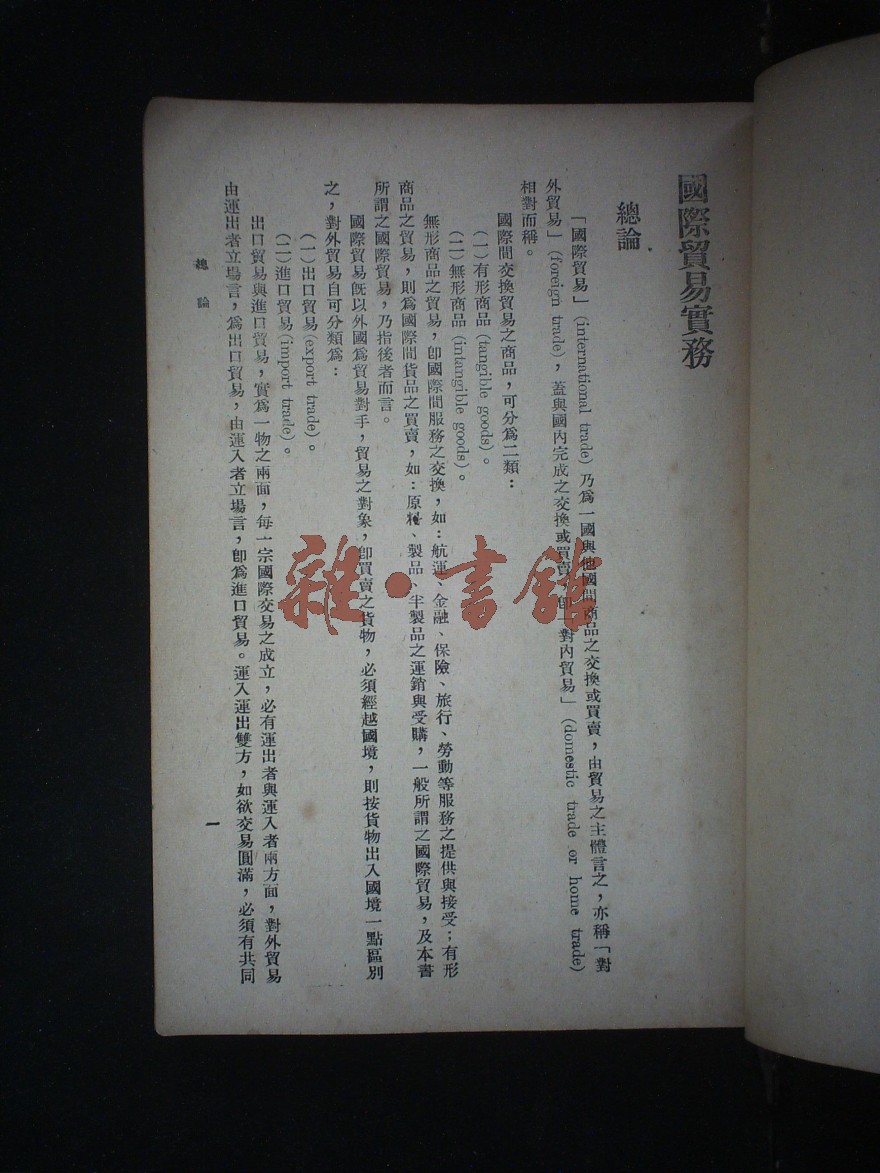 國際貿易實務
總論
「國際貿易」(international trade) 乃爲一國與他國間商品之交換或買賣，由貿易之主體言之，亦稱「對
外貿易」(foreign trade)，蓋與國內完成之交換或買賣，卽「對內貿易」(domestic trade or home trade)
相對而稱。
國際間交換貿易之商品，可分爲二類：
(一) 有形商品 (tangible goods)。
(二) 無形商品 (intangible goods)。
無形商品之貿易，卽國際間服務之交換，如：航運、金融、保險、旅行、勞動等服務之提供與接受；有形
商品之貿易，則爲國際間貨品之買賣，如：原料、製品、半製品之運銷與受購，一般所謂之國際貿易，及本書
所謂之國際貿易，乃指後者而言。
國際貿易旣以外國爲貿易對手，貿易之對象，卽買賣之貨物，必須經越國境，則按貨物出入國境一點區別
之，對外貿易自可分類爲：
(一) 出口貿易 (export trade)。
(二) 進口貿易 (import trade)。
出口貿易與進口貿易，實爲一物之兩面，每一宗國際交易之成立，必有運出者與運入者兩方面，對外貿易
由運出者立場言，爲出口貿易，由運入者立場言，卽爲進口貿易。運入運出雙方，如欲交易圓滿，必須有共同
總論
一
雜·書館